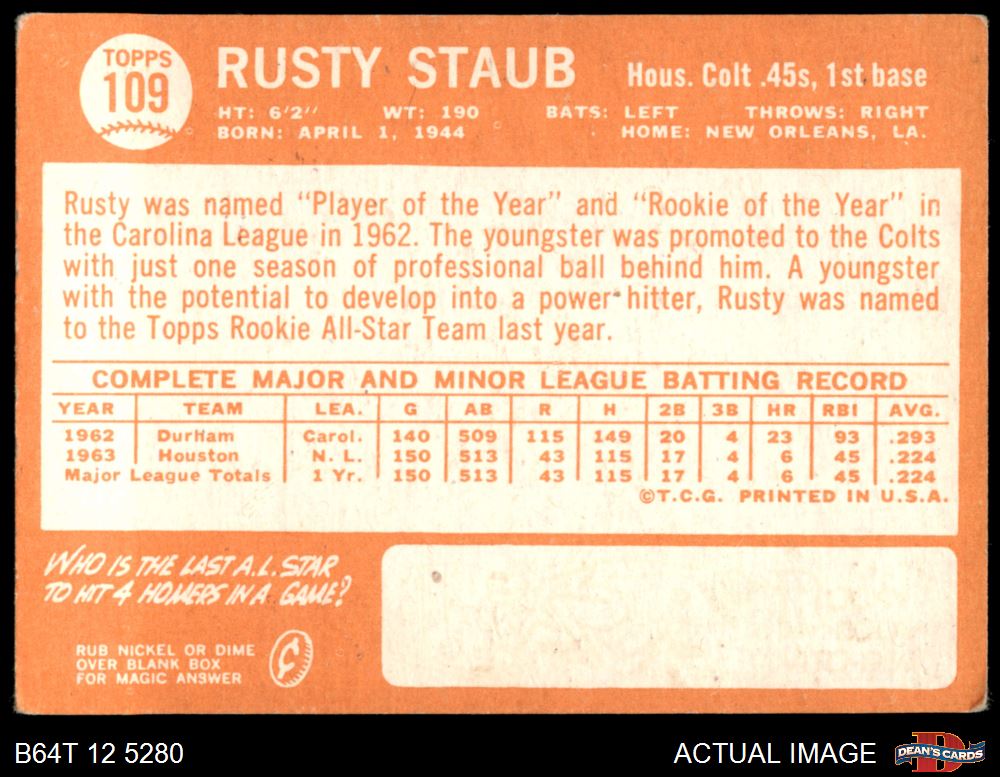 TOPPS
109
RUSTY STAUB
Hous. Colt .45s, 1st base
HT: 6'2" WT: 190 BATS: LEFT THROWS: RIGHT
BORN: APRIL 1, 1944 HOME: NEW ORLEANS, LA.
Rusty was named "Player of the Year" and "Rookie of the Year" in
the Carolina League in 1962. The youngster was promoted to the Colts
with just one season of professional ball behind him. A youngster
with the potential to develop into a power-hitter, Rusty was named
to the Topps Rookie All-Star Team last year.
COMPLETE MAJOR AND MINOR LEAGUE BATTING RECORD
YEAR TEAM LEA. G AB R H 2B 3B HR RBI AVG.
1962 Durham Carol. 140 509 115 149 20 4 23 93 .293
1963 Houston N. L. 150 513 43 115 17 4 6 45 .224
Major League Totals 1 Yr. 150 513 43 115 17 4 6 45 .224
©T.C.G. PRINTED IN U.S.A.
WHO IS THE LAST A.L. STAR
TO HIT 4 HOMERS IN A GAME?
RUB NICKEL OR DIME
OVER BLANK BOX
FOR MAGIC ANSWER
¢
B64T 12 5280
ACTUAL IMAGE
DEAN'S CARDS